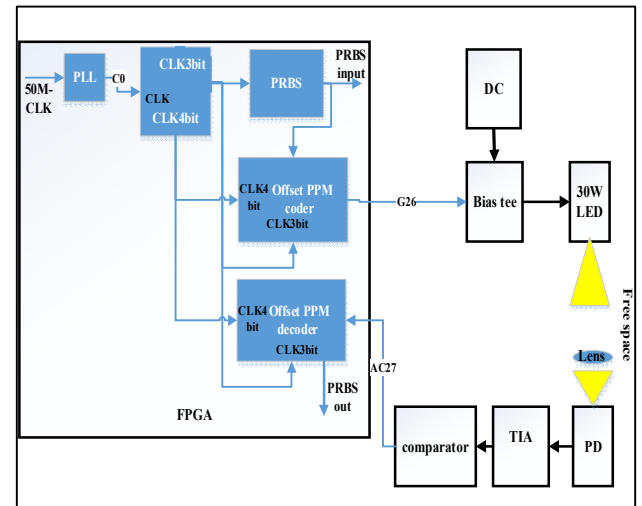 PLL
C0
50M-
CLK
CLK3bit
CLK
CLK4bit
PRBS
PRBS
input
DC
CLK4
bit
Offset PPM
coder
CLK3bit
G26
Bias tee
30W
LED
Free space
CLK4
bit
Offset PPM
decoder
CLK3bit
AC27
Lens
PRBS
out
FPGA
comparator
TIA
PD